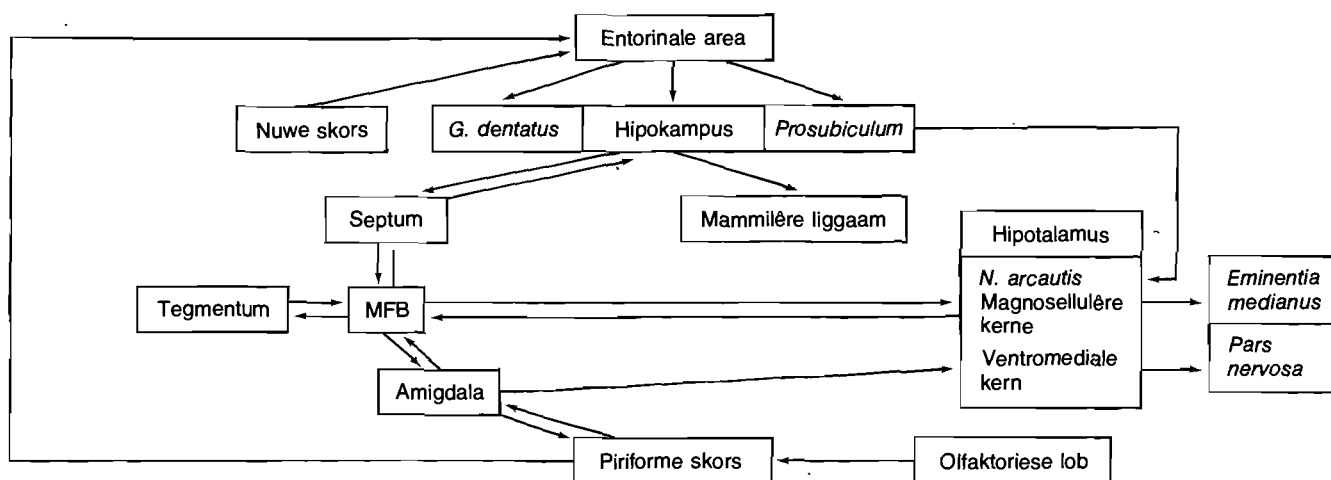 Entorinale area
Nuwe skors
G. dentatus
Hipokampus
Prosubiculum
Septum
Mammilêre liggaam
Hipotalamus
Tegmentum
MFB
N. arcautis
Magnosellulêre
kerne
Ventromediale
kern
Eminentia
medianus
Pars
nervosa
Amigdala
Piriforme skors
Olfaktoriese lob